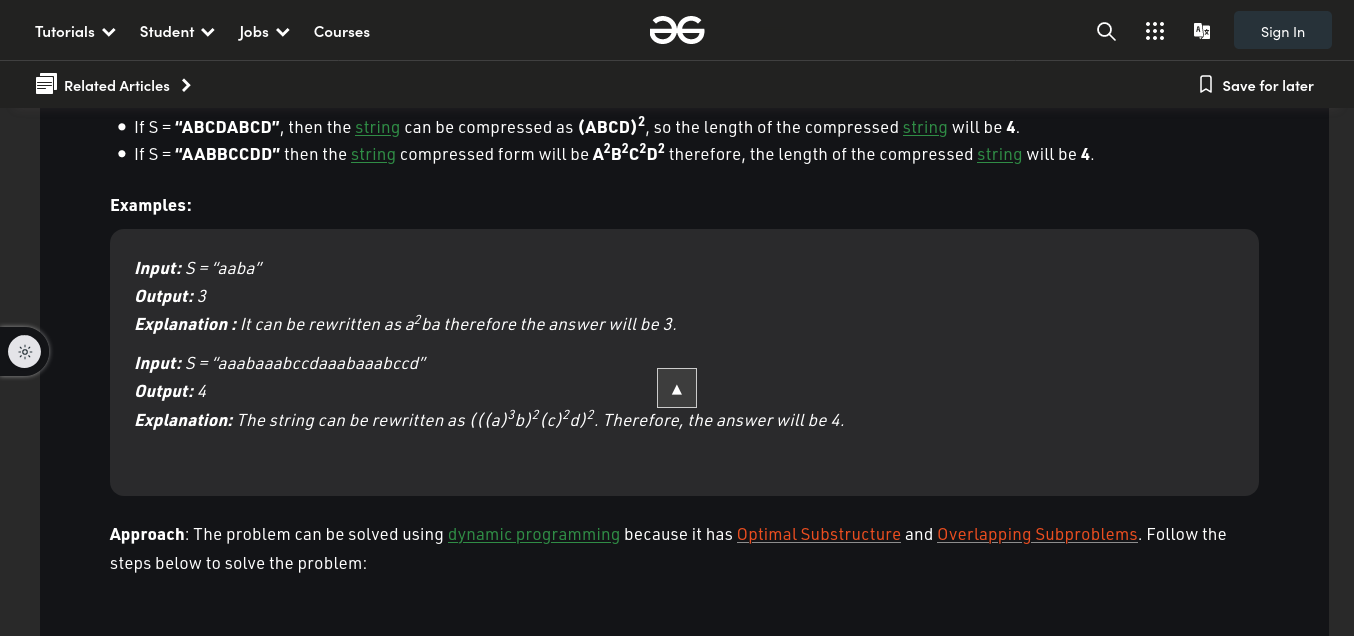 Tutorials Student Jobs Courses Sign In
Related Articles Save for later
• If S = “ABCDABCD”, then the string can be compressed as (ABCD)², so the length of the compressed string will be 4.
• If S = “AABBCCDD” then the string compressed form will be A²B²C²D² therefore, the length of the compressed string will be 4.
Examples:
Input: S = “aaba”
Output: 3
Explanation : It can be rewritten as a²ba therefore the answer will be 3.
Input: S = “aaabaaabccdaaabaaabccd”
Output: 4
Explanation: The string can be rewritten as (((a)³b)²(c)²d)². Therefore, the answer will be 4.
Approach: The problem can be solved using dynamic programming because it has Optimal Substructure and Overlapping Subproblems. Follow the
steps below to solve the problem: